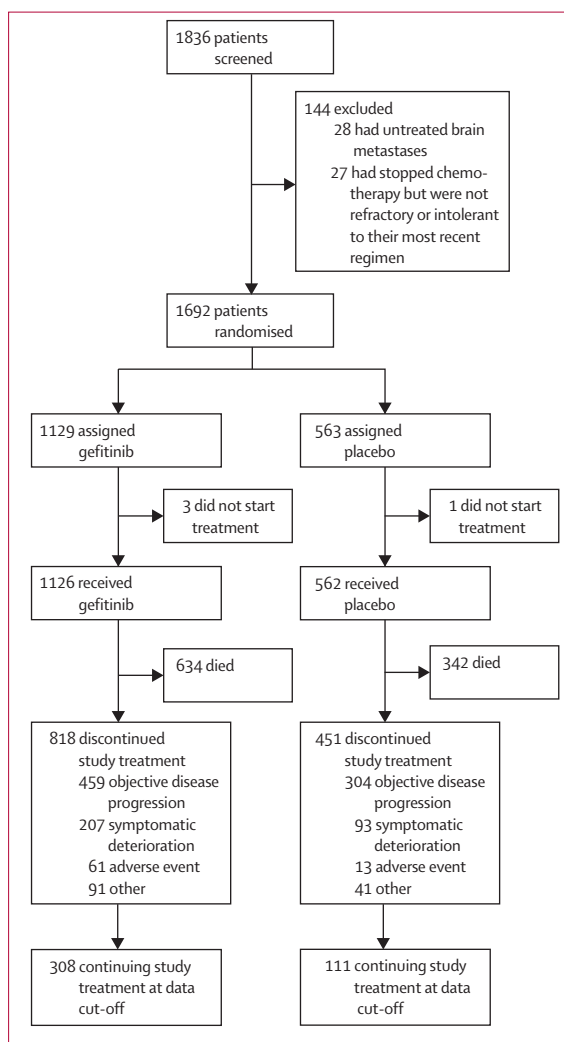 1836 patients
screened
144 excluded
28 had untreated brain
metastases
27 had stopped chemo-
therapy but were not
refractory or intolerant
to their most recent
regimen
1692 patients
randomised
1129 assigned
gefitinib
563 assigned
placebo
3 did not start
treatment
1 did not start
treatment
1126 received
gefitinib
562 received
placebo
634 died
342 died
818 discontinued
study treatment
459 objective disease
progression
207 symptomatic
deterioration
61 adverse event
91 other
451 discontinued
study treatment
304 objective disease
progression
93 symptomatic
deterioration
13 adverse event
41 other
308 continuing study
treatment at data
cut-off
111 continuing study
treatment at data
cut-off